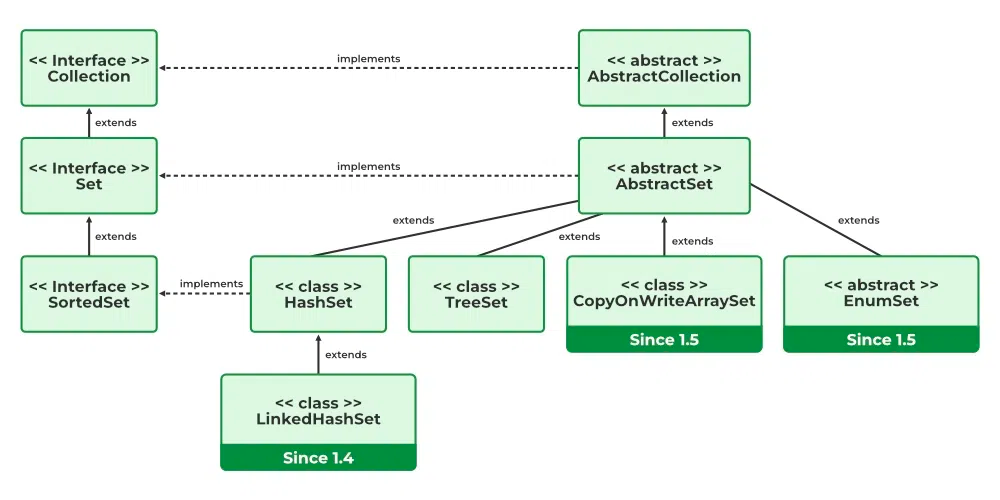 << Interface >>
Collection
implements
<< abstract >>
AbstractCollection
extends
extends
<< Interface >>
Set
implements
<< abstract >>
AbstractSet
extends
extends
extends
extends
extends
<< Interface >>
SortedSet
implements
<< class >>
HashSet
<< class >>
TreeSet
<< class >>
CopyOnWriteArraySet
Since 1.5
<< abstract >>
EnumSet
Since 1.5
extends
<< class >>
LinkedHashSet
Since 1.4